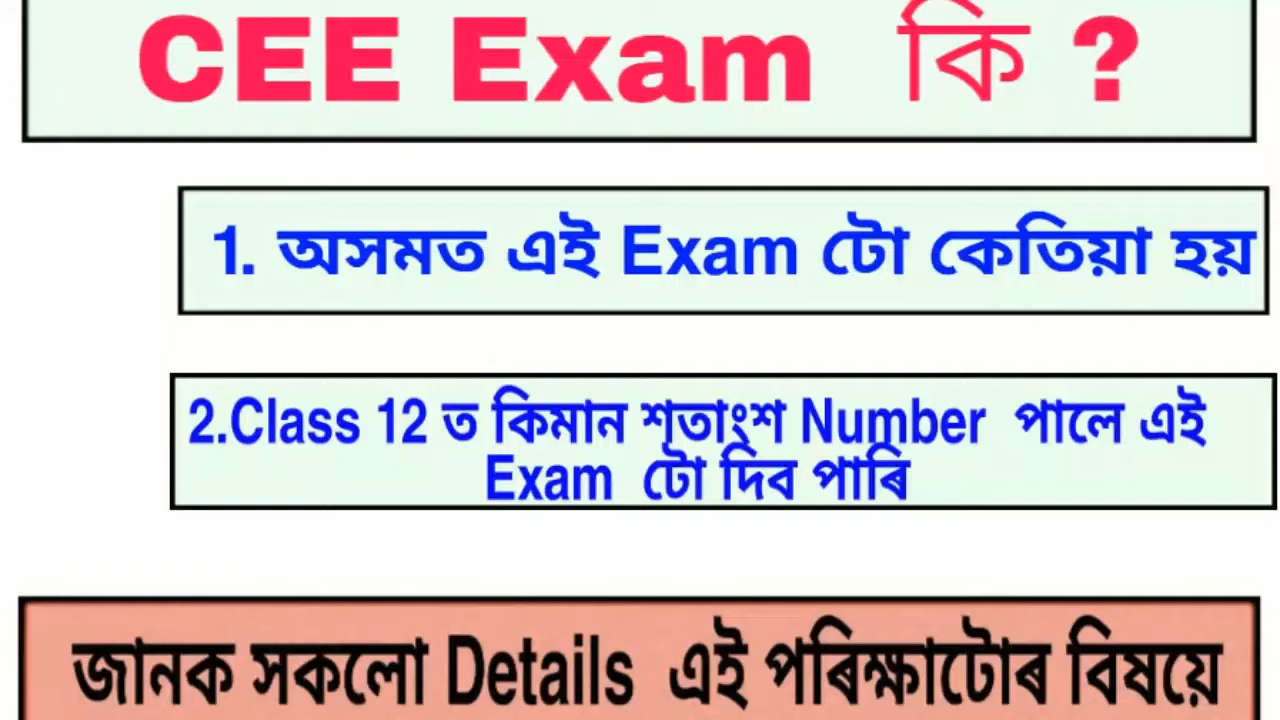 CEE Exam কি ?
1. অসমত এই Exam টো কেতিয়া হয়
2.Class 12 ত কিমান শতাংশ Number পালে এই
Exam টো দিব পাৰি
জানক সকলো Details এই পৰিক্ষাটোৰ বিষয়ে